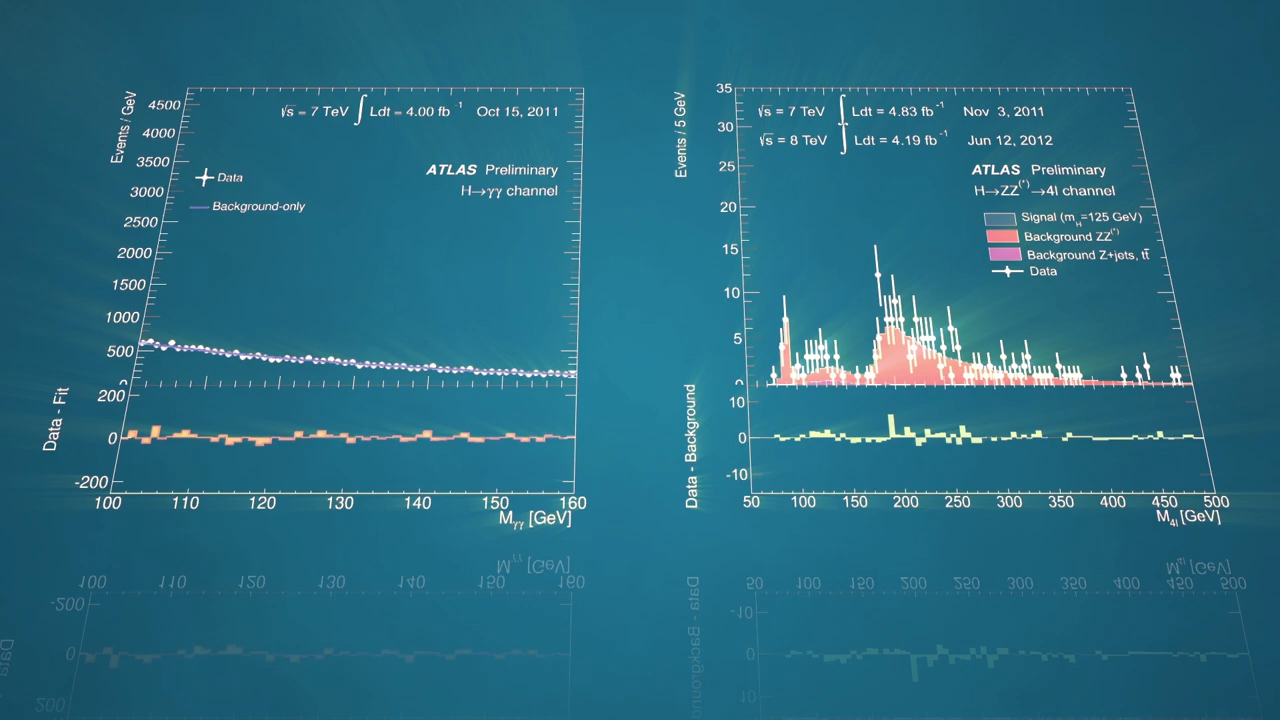 Events / GeV
4500
4000
3500
3000
2500
2000
1500
1000
500
0
√s = 7 TeV ∫ Ldt = 4.00 fb⁻¹ Oct 15, 2011
ATLAS Preliminary
H→γγ channel
Data
Background-only
Data - Fit
200
0
-200
100 110 120 130 140 150 160
Mγγ [GeV]
Events / 5 GeV
35
30
25
20
15
10
5
0
√s = 7 TeV ∫ Ldt = 4.83 fb⁻¹ Nov 3, 2011
√s = 8 TeV ∫ Ldt = 4.19 fb⁻¹ Jun 12, 2012
ATLAS Preliminary
H→ZZ(*)→4l channel
Signal (mH=125 GeV)
Background ZZ(*)
Background Z+jets, tt̄
Data
Data - Background
10
0
-10
50 100 150 200 250 300 350 400 450 500
M4l [GeV]